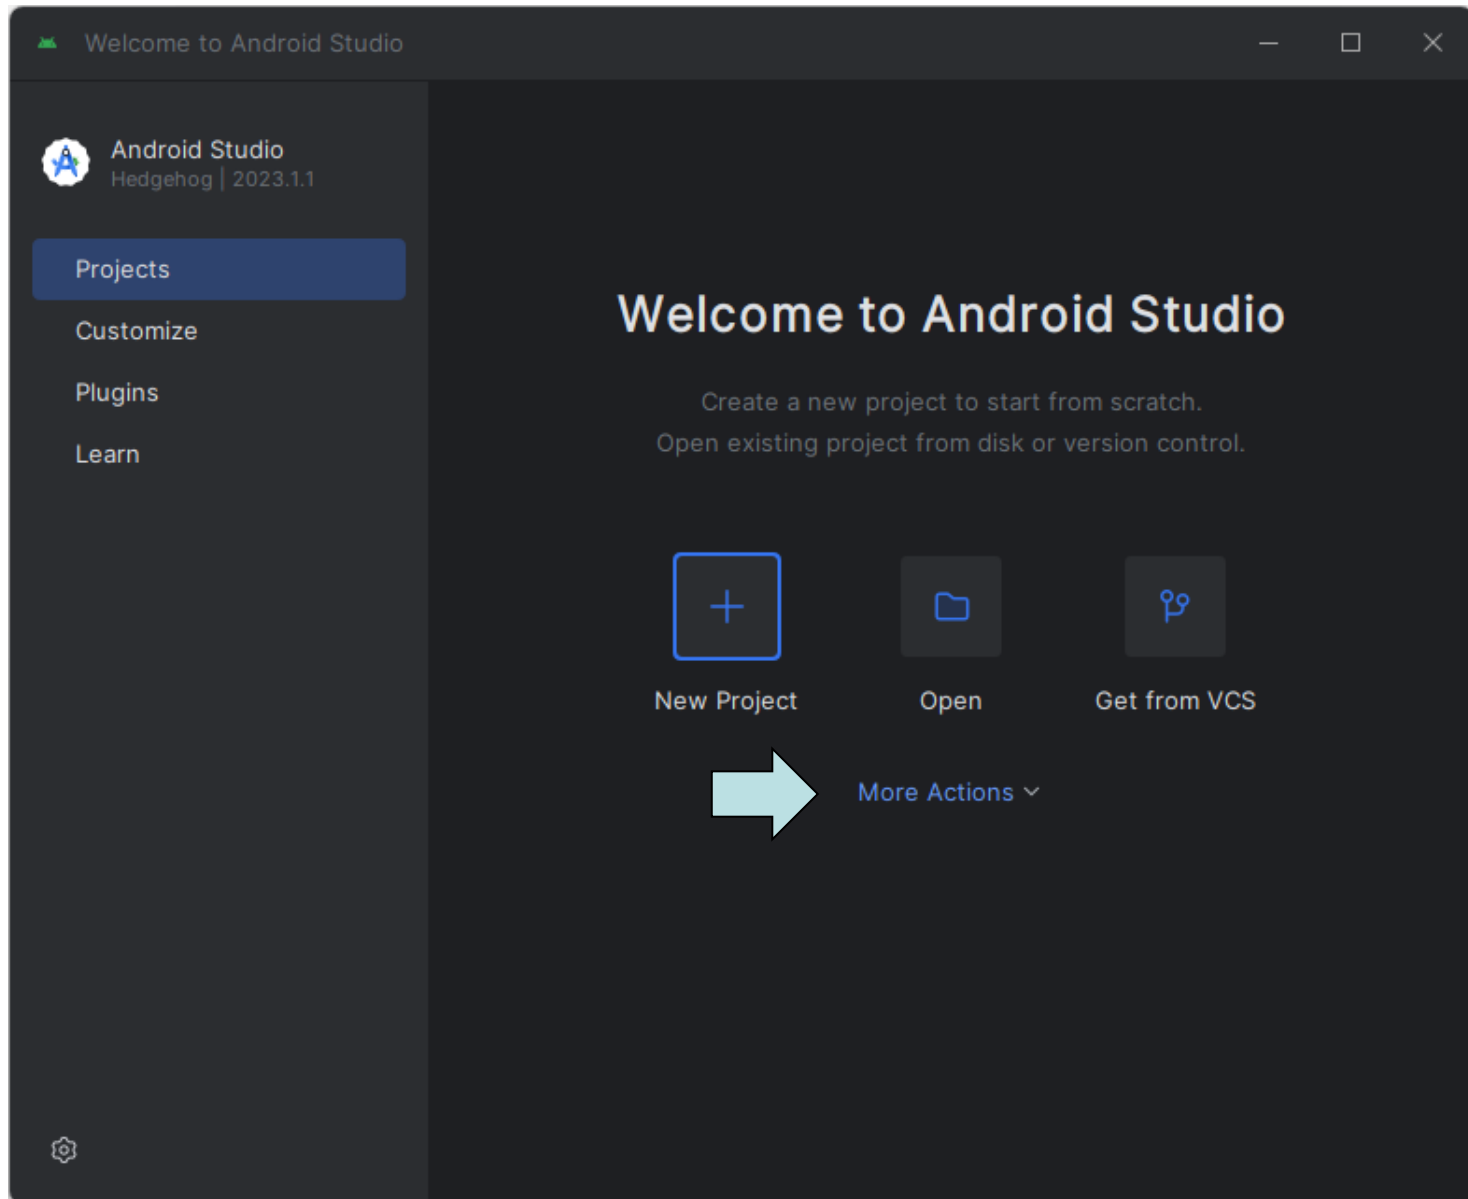 Welcome to Android Studio
Android Studio
Hedgehog | 2023.1.1
Projects
Customize
Plugins
Learn
Welcome to Android Studio
Create a new project to start from scratch.
Open existing project from disk or version control.
New Project
Open
Get from VCS
More Actions